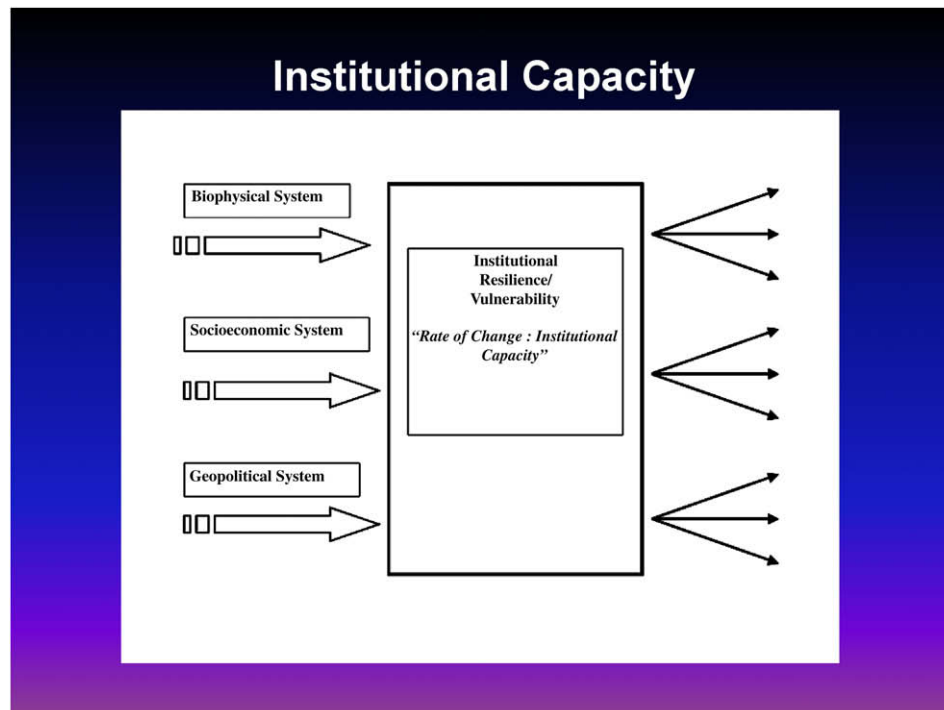 Institutional Capacity
Biophysical System
Institutional
Resilience/
Vulnerability
“Rate of Change : Institutional
Capacity”
Socioeconomic System
Geopolitical System